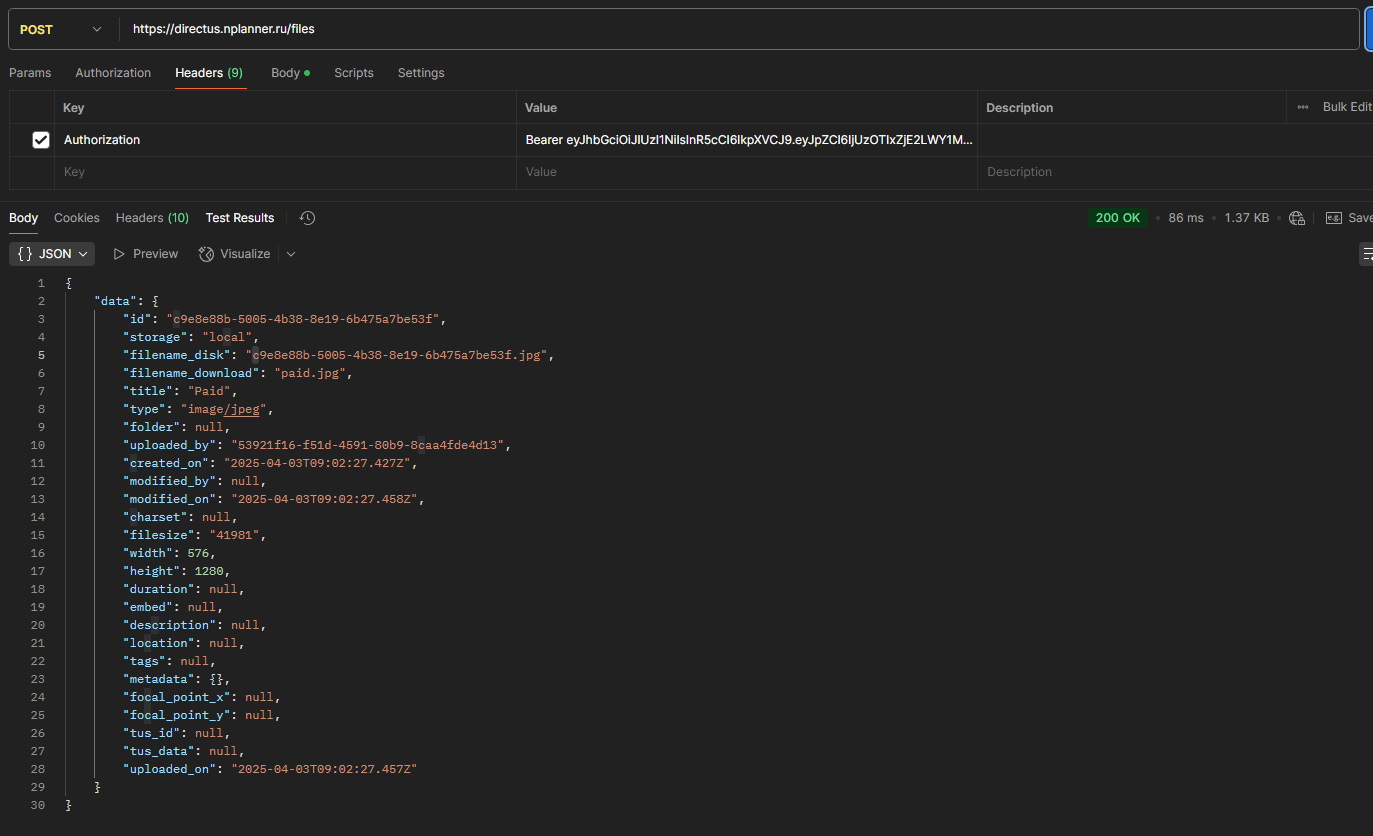 POST https://directus.nplanner.ru/files
Params Authorization Headers (9) Body Scripts Settings
Key Value Description Bulk Edit
Authorization Bearer eyJhbGciOiJIUzI1NiIsInR5cCI6IkpXVCJ9.eyJpZCI6IjUzOTIxZjE2LWY1M...
Key Value Description
Body Cookies Headers (10) Test Results 200 OK 86 ms 1.37 KB e.g. Save
{} JSON Preview Visualize
1 {
2 "data": {
3 "id": "c9e8e88b-5005-4b38-8e19-6b475a7be53f",
4 "storage": "local",
5 "filename_disk": "c9e8e88b-5005-4b38-8e19-6b475a7be53f.jpg",
6 "filename_download": "paid.jpg",
7 "title": "Paid",
8 "type": "image/jpeg",
9 "folder": null,
10 "uploaded_by": "53921f16-f51d-4591-80b9-8caa4fde4d13",
11 "created_on": "2025-04-03T09:02:27.427Z",
12 "modified_by": null,
13 "modified_on": "2025-04-03T09:02:27.458Z",
14 "charset": null,
15 "filesize": "41981",
16 "width": 576,
17 "height": 1280,
18 "duration": null,
19 "embed": null,
20 "description": null,
21 "location": null,
22 "tags": null,
23 "metadata": {},
24 "focal_point_x": null,
25 "focal_point_y": null,
26 "tus_id": null,
27 "tus_data": null,
28 "uploaded_on": "2025-04-03T09:02:27.457Z"
29 }
30 }